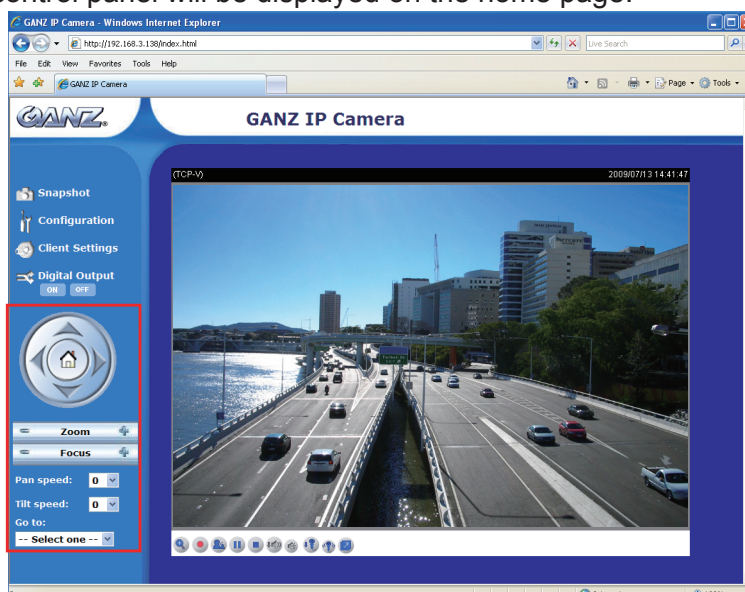 control panel will be displayed on the home page.
GANZ IP Camera - Windows Internet Explorer
http://192.168.3.138/index.html
Live Search
File Edit View Favorites Tools Help
GANZ IP Camera
Page Tools
GANZ®
GANZ IP Camera
(TCP-V) 2009/07/13 14:41:47
Snapshot
Configuration
Client Settings
Digital Output
ON OFF
Zoom
Focus
Pan speed: 0
Tilt speed: 0
Go to:
-- Select one --